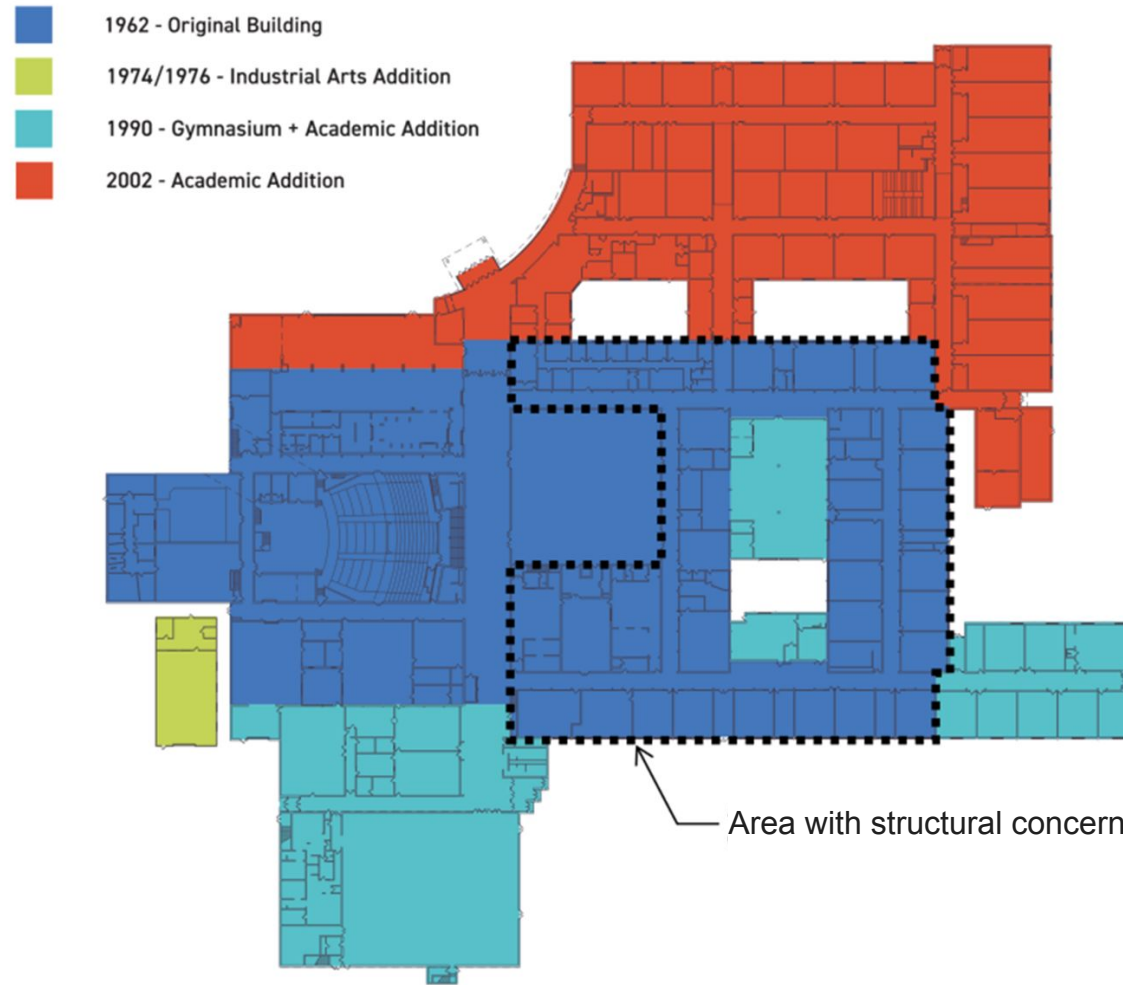 1962 - Original Building
1974/1976 - Industrial Arts Addition
1990 - Gymnasium + Academic Addition
2002 - Academic Addition
Area with structural concern